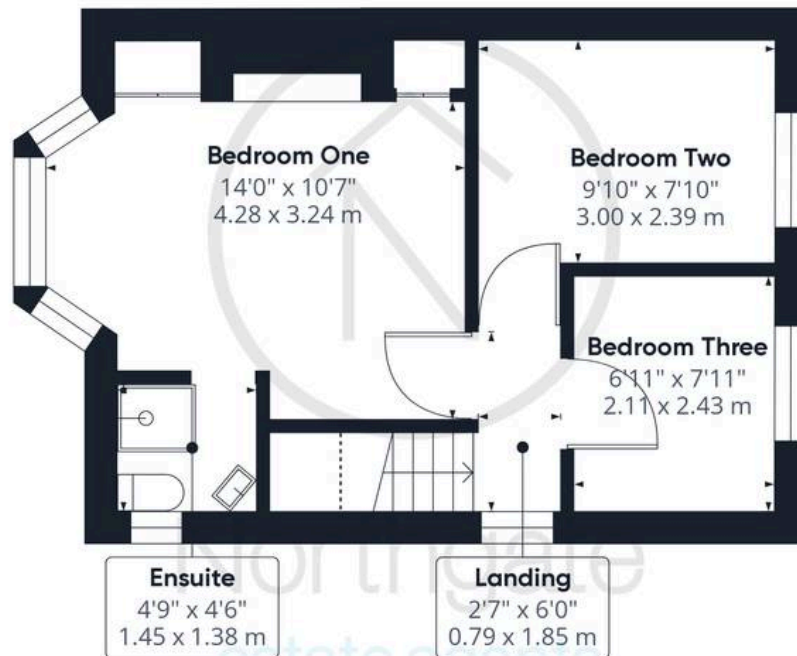 Bedroom One
14'0" x 10'7"
4.28 x 3.24 m
Bedroom Two
9'10" x 7'10"
3.00 x 2.39 m
Bedroom Three
6'11" x 7'11"
2.11 x 2.43 m
Northgate
estate agents
Ensuite
4'9" x 4'6"
1.45 x 1.38 m
Landing
2'7" x 6'0"
0.79 x 1.85 m